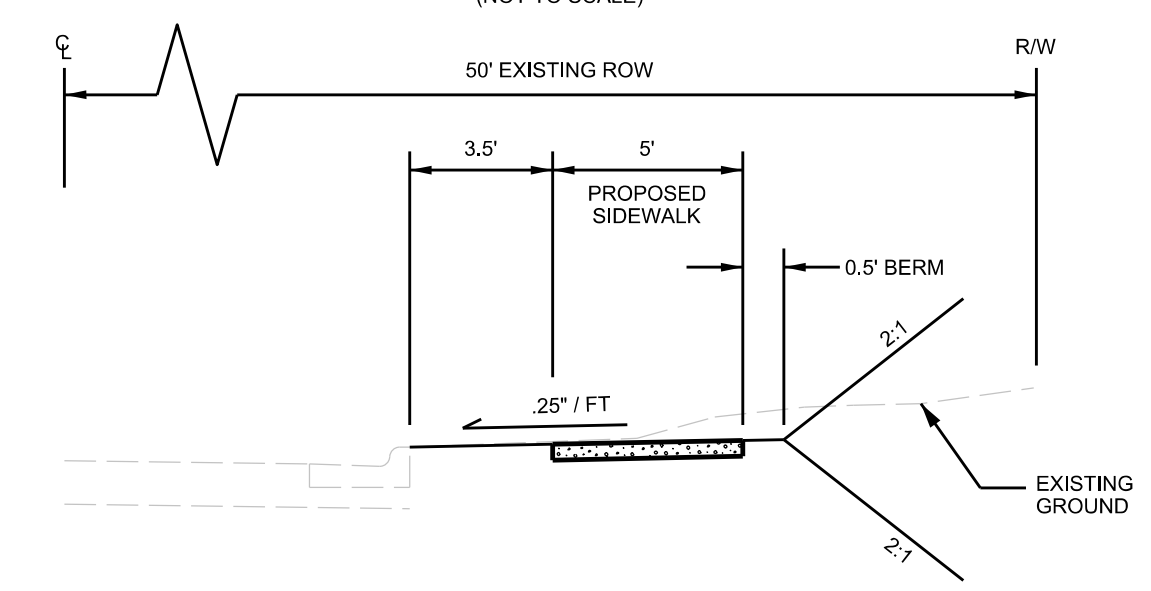 (NOT TO SCALE)
℄
R/W
50' EXISTING ROW
3.5'
5'
PROPOSED
SIDEWALK
0.5' BERM
2:1
.25" / FT
EXISTING
GROUND
2:1